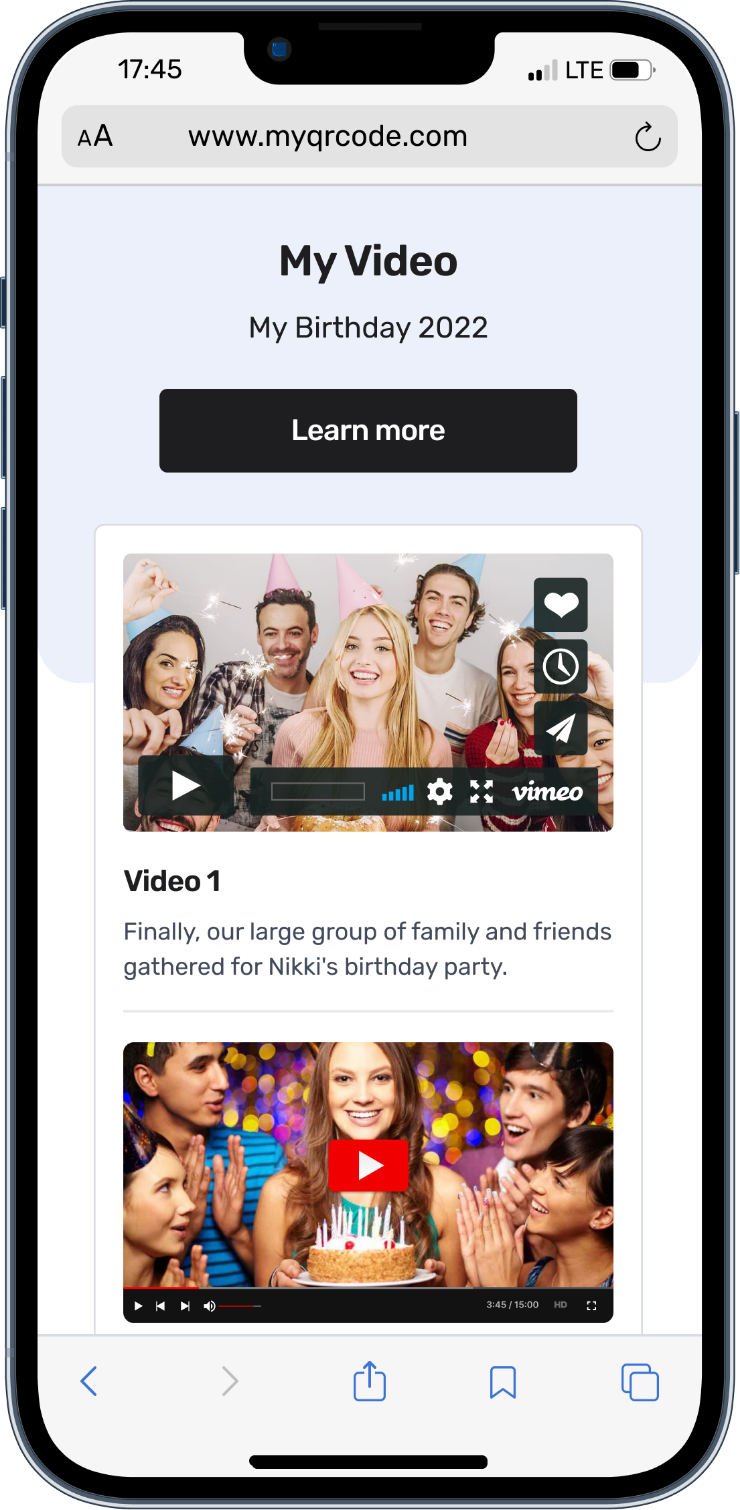 17:45
LTE
AA
www.myqrcode.com
My Video
My Birthday 2022
Learn more
vimeo
Video 1
Finally, our large group of family and friends
gathered for Nikki's birthday party.
3:45 / 15:00
HD